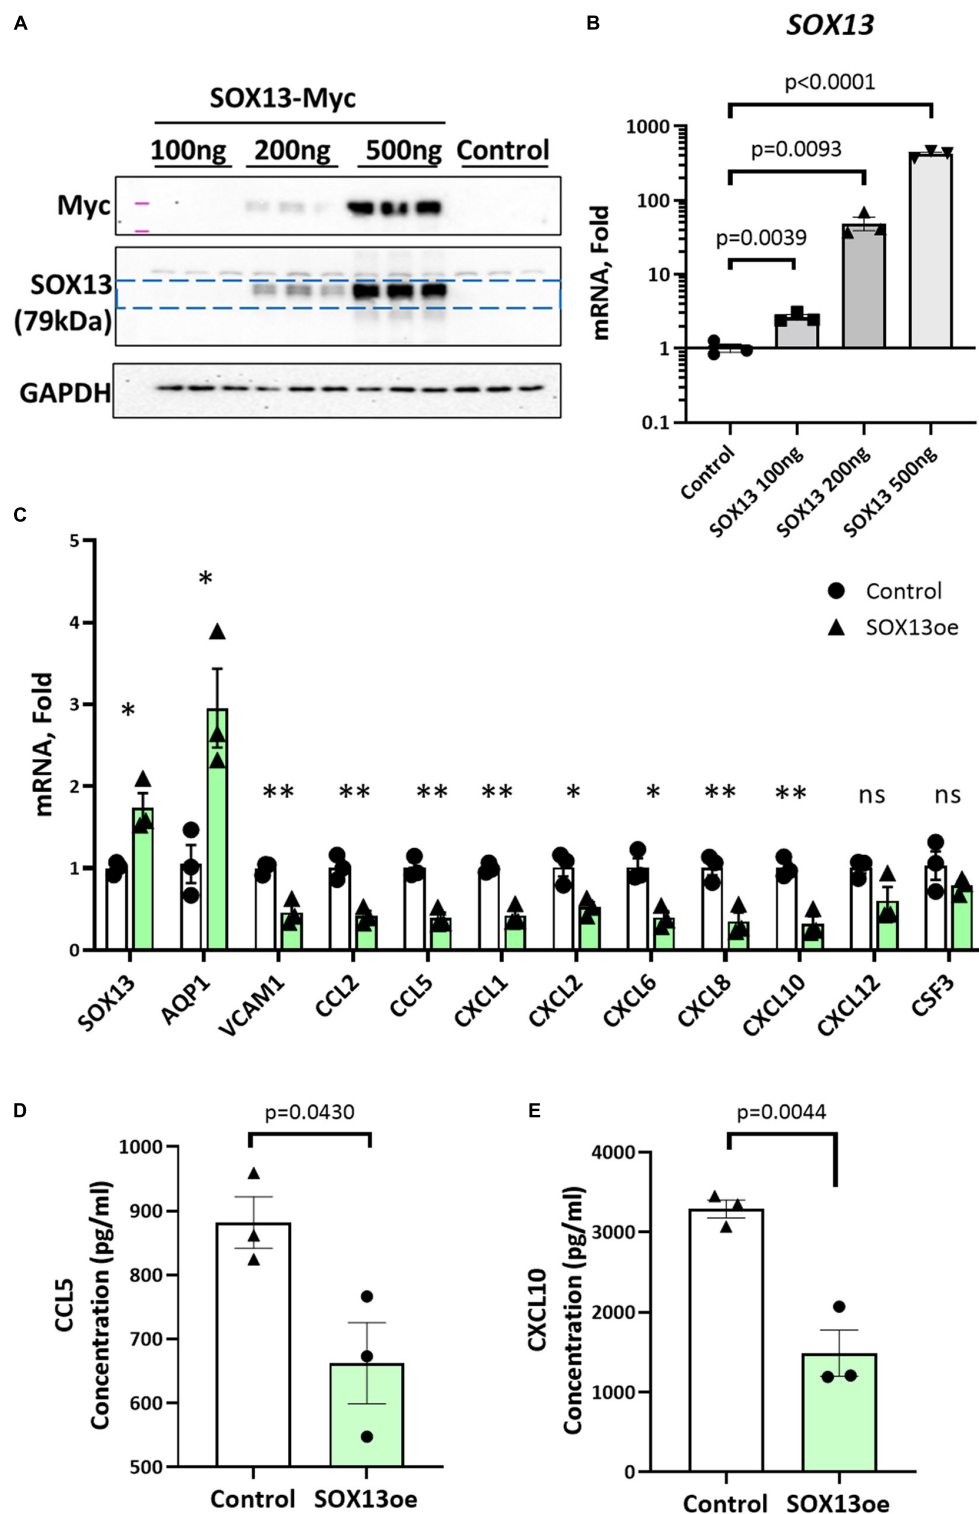 A
SOX13-Myc
100ng 200ng 500ng Control
Myc
SOX13
(79kDa)
GAPDH
B
SOX13
p<0.0001
p=0.0093
p=0.0039
mRNA, Fold
1000
100
10
1
0.1
Control
SOX13 100ng
SOX13 200ng
SOX13 500ng
C
mRNA, Fold
5
4
3
2
1
0
* * ** ** ** ** * * ** ** ns ns
Control
SOX13oe
SOX13
AQP1
VCAM1
CCL2
CCL5
CXCL1
CXCL2
CXCL6
CXCL8
CXCL10
CXCL12
CSF3
D
p=0.0430
CCL5
Concentration (pg/ml)
1000
900
800
700
600
500
Control SOX13oe
E
p=0.0044
CXCL10
Concentration (pg/ml)
4000
3000
2000
1000
0
Control SOX13oe